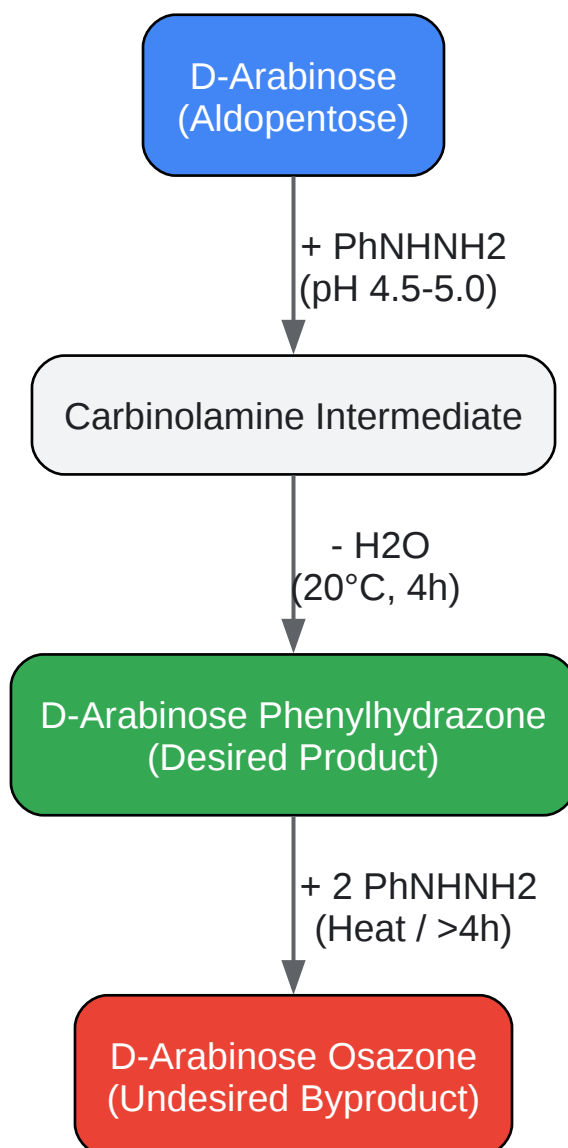 D-Arabinose
(Aldopentose)
+ PhNHNH2
(pH 4.5-5.0)
Carbinolamine Intermediate
- H2O
(20°C, 4h)
D-Arabinose Phenylhydrazone
(Desired Product)
+ 2 PhNHNH2
(Heat / >4h)
D-Arabinose Osazone
(Undesired Byproduct)